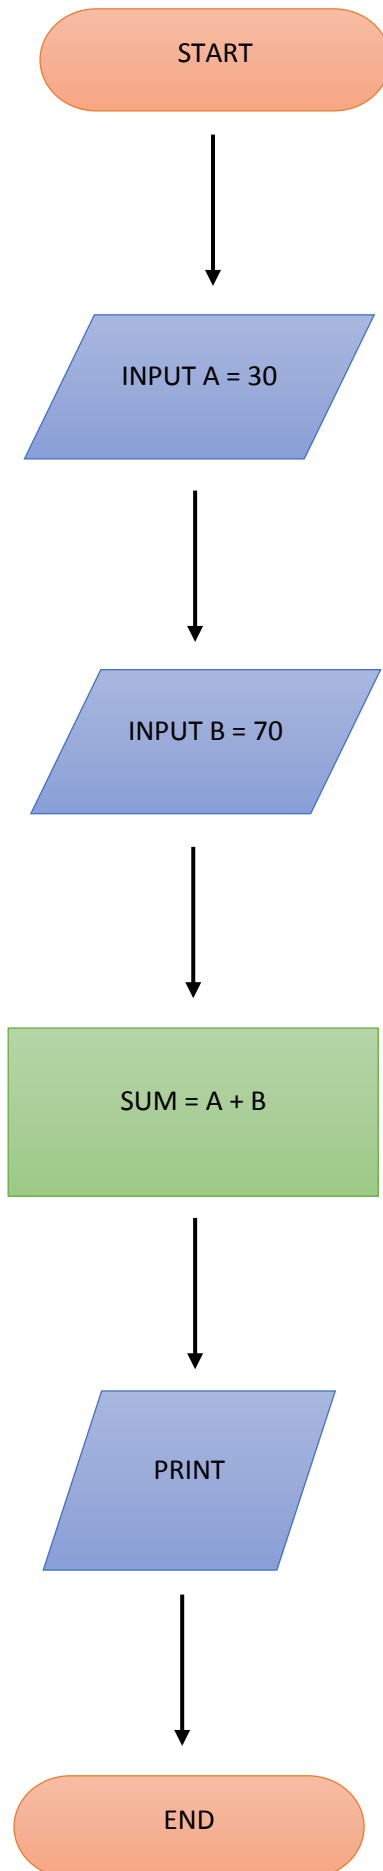 START
INPUT A = 30
INPUT B = 70
SUM = A + B
PRINT
END